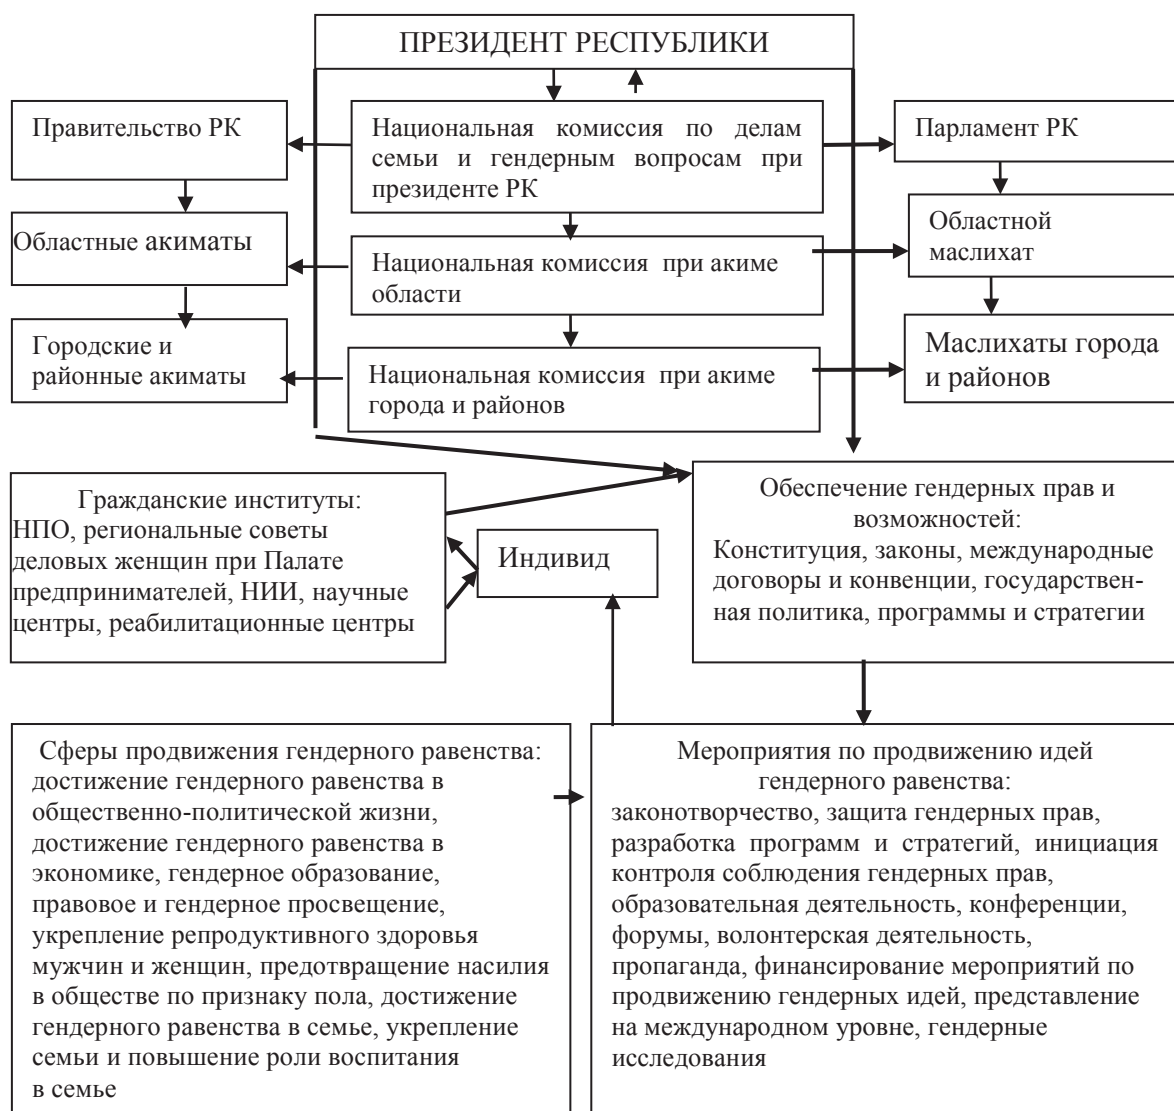 ПРЕЗИДЕНТ РЕСПУБЛИКИ
Правительство РК
Национальная комиссия по делам
семьи и гендерным вопросам при
президенте РК
Парламент РК
Областные акиматы
Национальная комиссия при акиме
области
Областной
маслихат
Городские и
районные акиматы
Национальная комиссия при акиме
города и районов
Маслихаты города
и районов
Гражданские институты:
НПО, региональные советы
деловых женщин при Палате
предпринимателей, НИИ, научные
центры, реабилитационные центры
Индивид
Обеспечение гендерных прав и
возможностей:
Конституция, законы, международные
договоры и конвенции, государствен-
ная политика, программы и стратегии
Сферы продвижения гендерного равенства:
достижение гендерного равенства в
общественно-политической жизни,
достижение гендерного равенства в
экономике, гендерное образование,
правовое и гендерное просвещение,
укрепление репродуктивного здоровья
мужчин и женщин, предотвращение насилия
в обществе по признаку пола, достижение
гендерного равенства в семье, укрепление
семьи и повышение роли воспитания
в семье
Мероприятия по продвижению идей
гендерного равенства:
законотворчество, защита гендерных прав,
разработка программ и стратегий, инициация
контроля соблюдения гендерных прав,
образовательная деятельность, конференции,
форумы, волонтерская деятельность,
пропаганда, финансирование мероприятий по
продвижению гендерных идей, представление
на международном уровне, гендерные
исследования